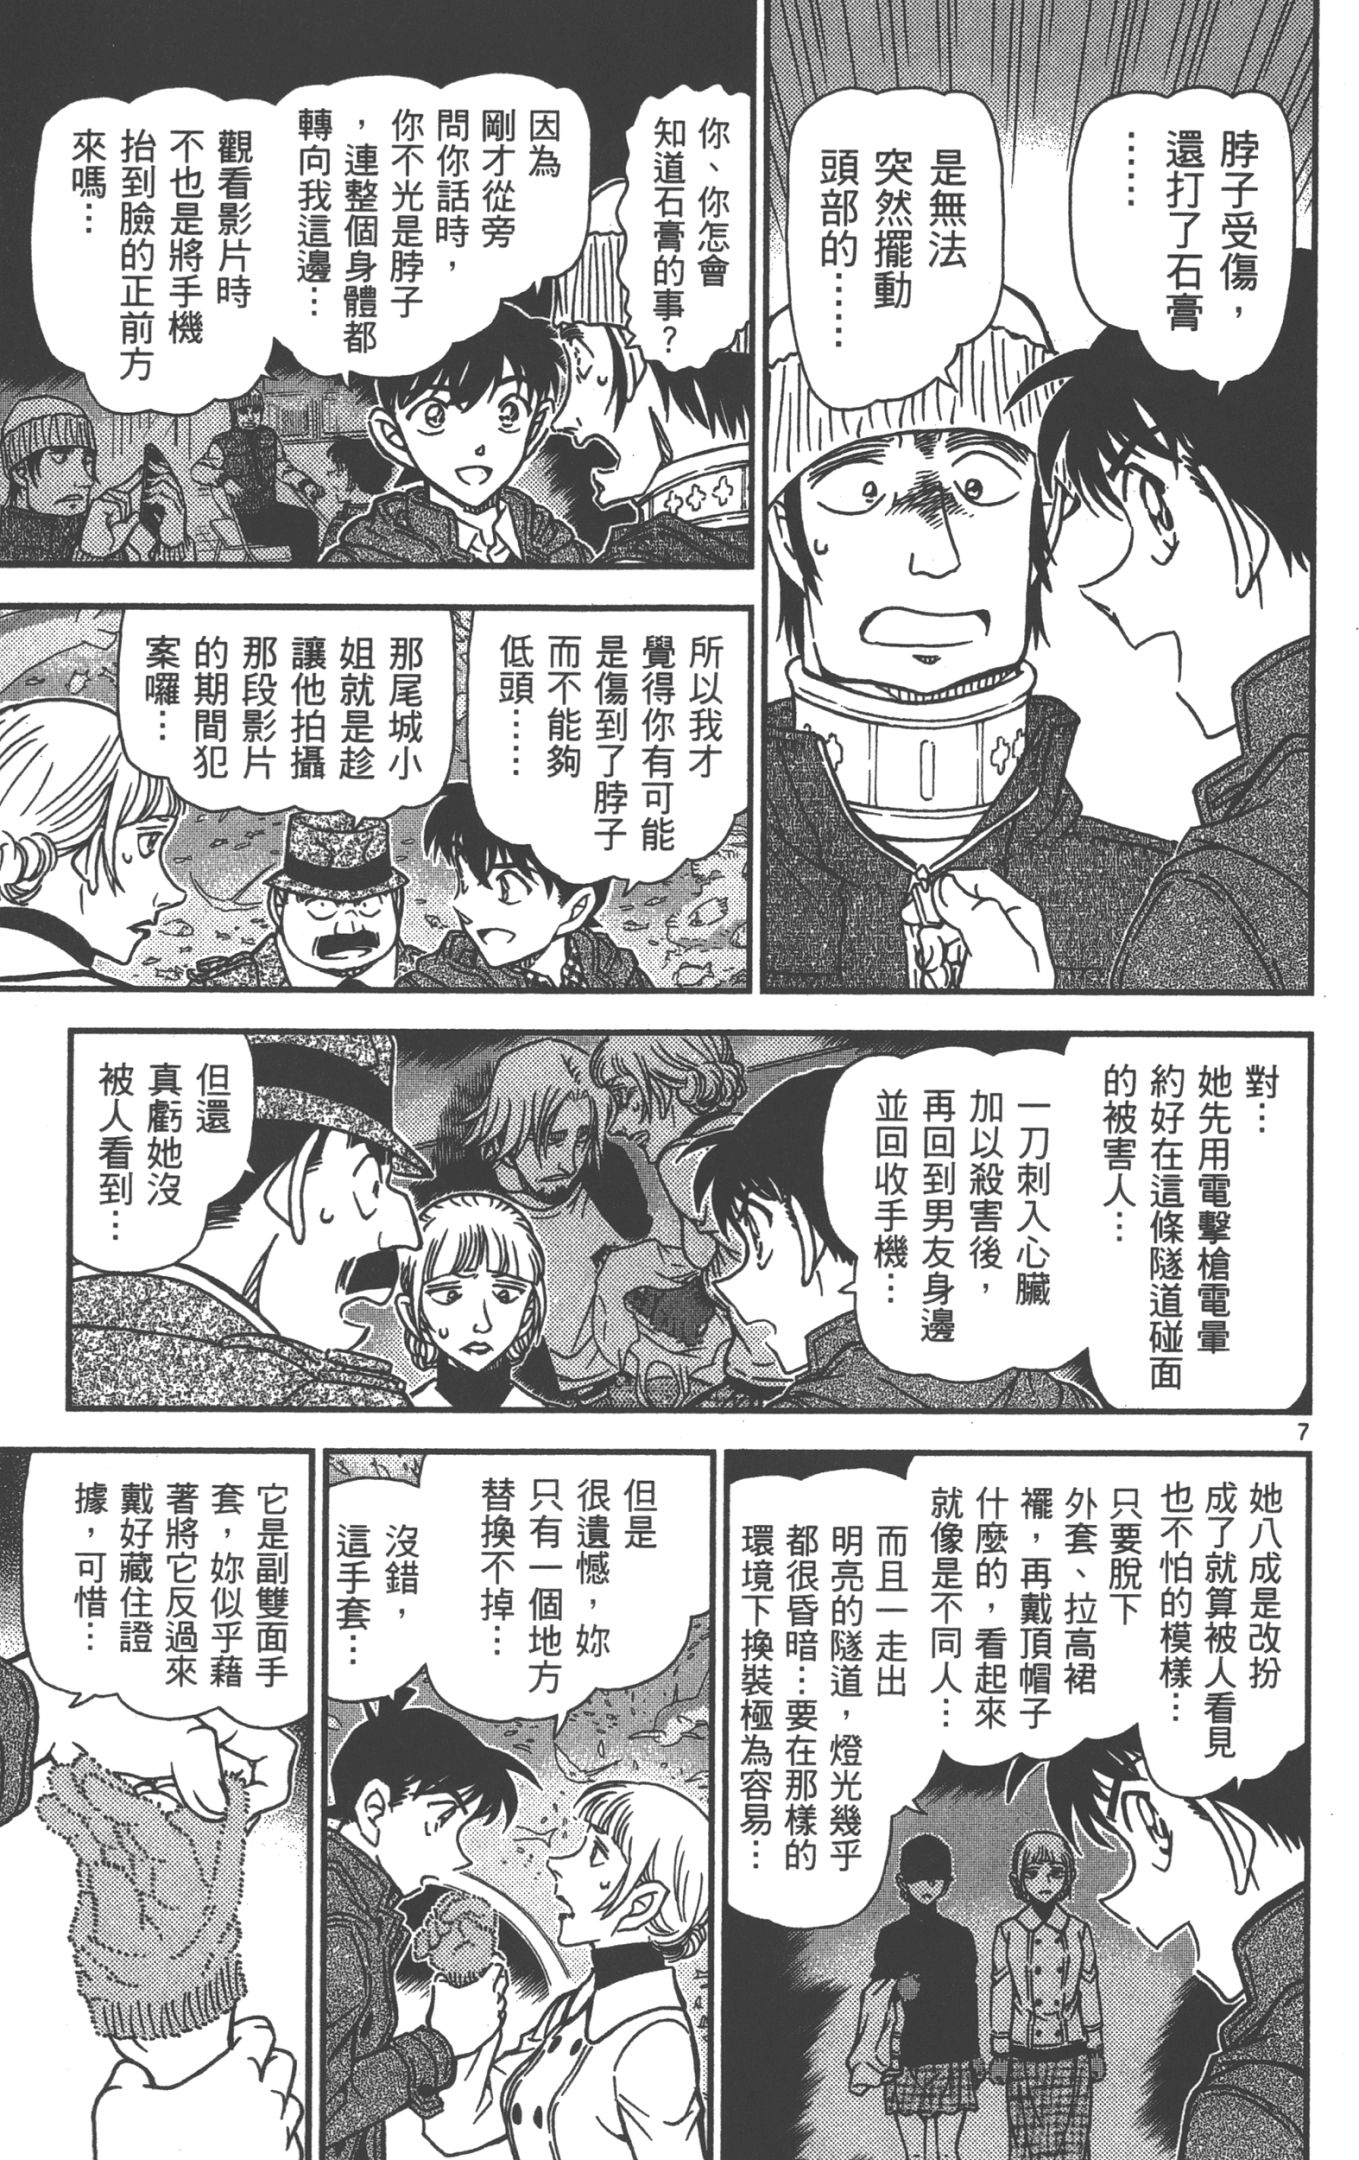 脖子受傷，
還打了石膏
……
是無法
突然擺動
頭部的……
你、你怎會
知道石膏的事？
因為
剛才從旁
問你話時，
你不光是脖子
，連整個身體都
轉向我這邊…
觀看影片時
不也是將手機
抬到臉的正前方
來嗎…
所以我才
覺得你有可能
是傷到了脖子
而不能夠
低頭……
那尾城小
姐就是趁
讓他拍攝
那段影片
的期間犯
案囉…
對…
她先用電擊槍電暈
約好在這條隧道碰面
的被害人…
一刀刺入心臟
加以殺害後，
再回到男友身邊
並回收手機…
但還
真虧她沒
被人看到…
7
她八成是改扮
成了就算被人看見
也不怕的模樣…
只要脫下
外套、拉高裙
襬，再戴頂帽子
什麼的，看起來
就像是不同人…
而且一走出
明亮的隧道，燈光幾乎
都很昏暗…要在那樣的
環境下換裝極為容易…
但是
很遺憾，妳
只有一個地方
替換不掉…
沒錯，
這手套…
它是副雙面手
套，妳似乎藉
著將它反過來
戴好藏住證
據，可惜…